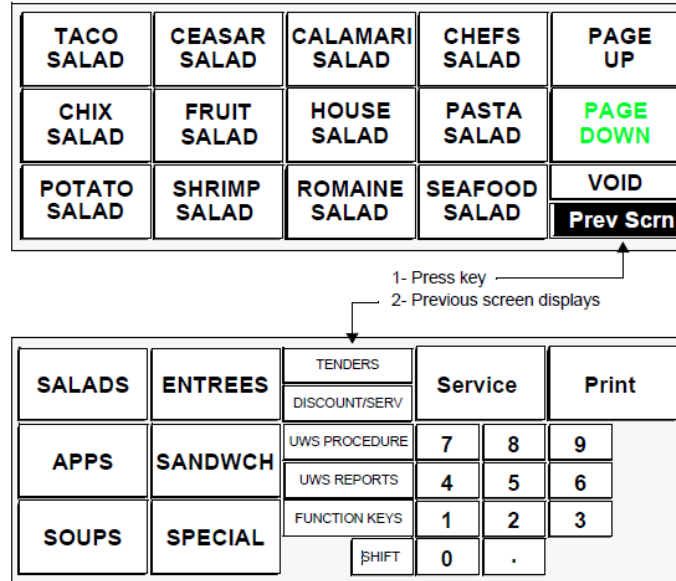 TACO SALAD
CEASAR SALAD
CALAMARI SALAD
CHEFS SALAD
PAGE UP
CHIX SALAD
FRUIT SALAD
HOUSE SALAD
PASTA SALAD
PAGE DOWN
POTATO SALAD
SHRIMP SALAD
ROMAINE SALAD
SEAFOOD SALAD
VOID
Prev Scrn
1- Press key
2- Previous screen displays
SALADS
ENTREES
TENDERS
DISCOUNT/SERV
Service
Print
APPS
SANDWCH
UWS PROCEDURE
7 8 9
UWS REPORTS
4 5 6
SOUPS
SPECIAL
FUNCTION KEYS
1 2 3
SHIFT
0 .